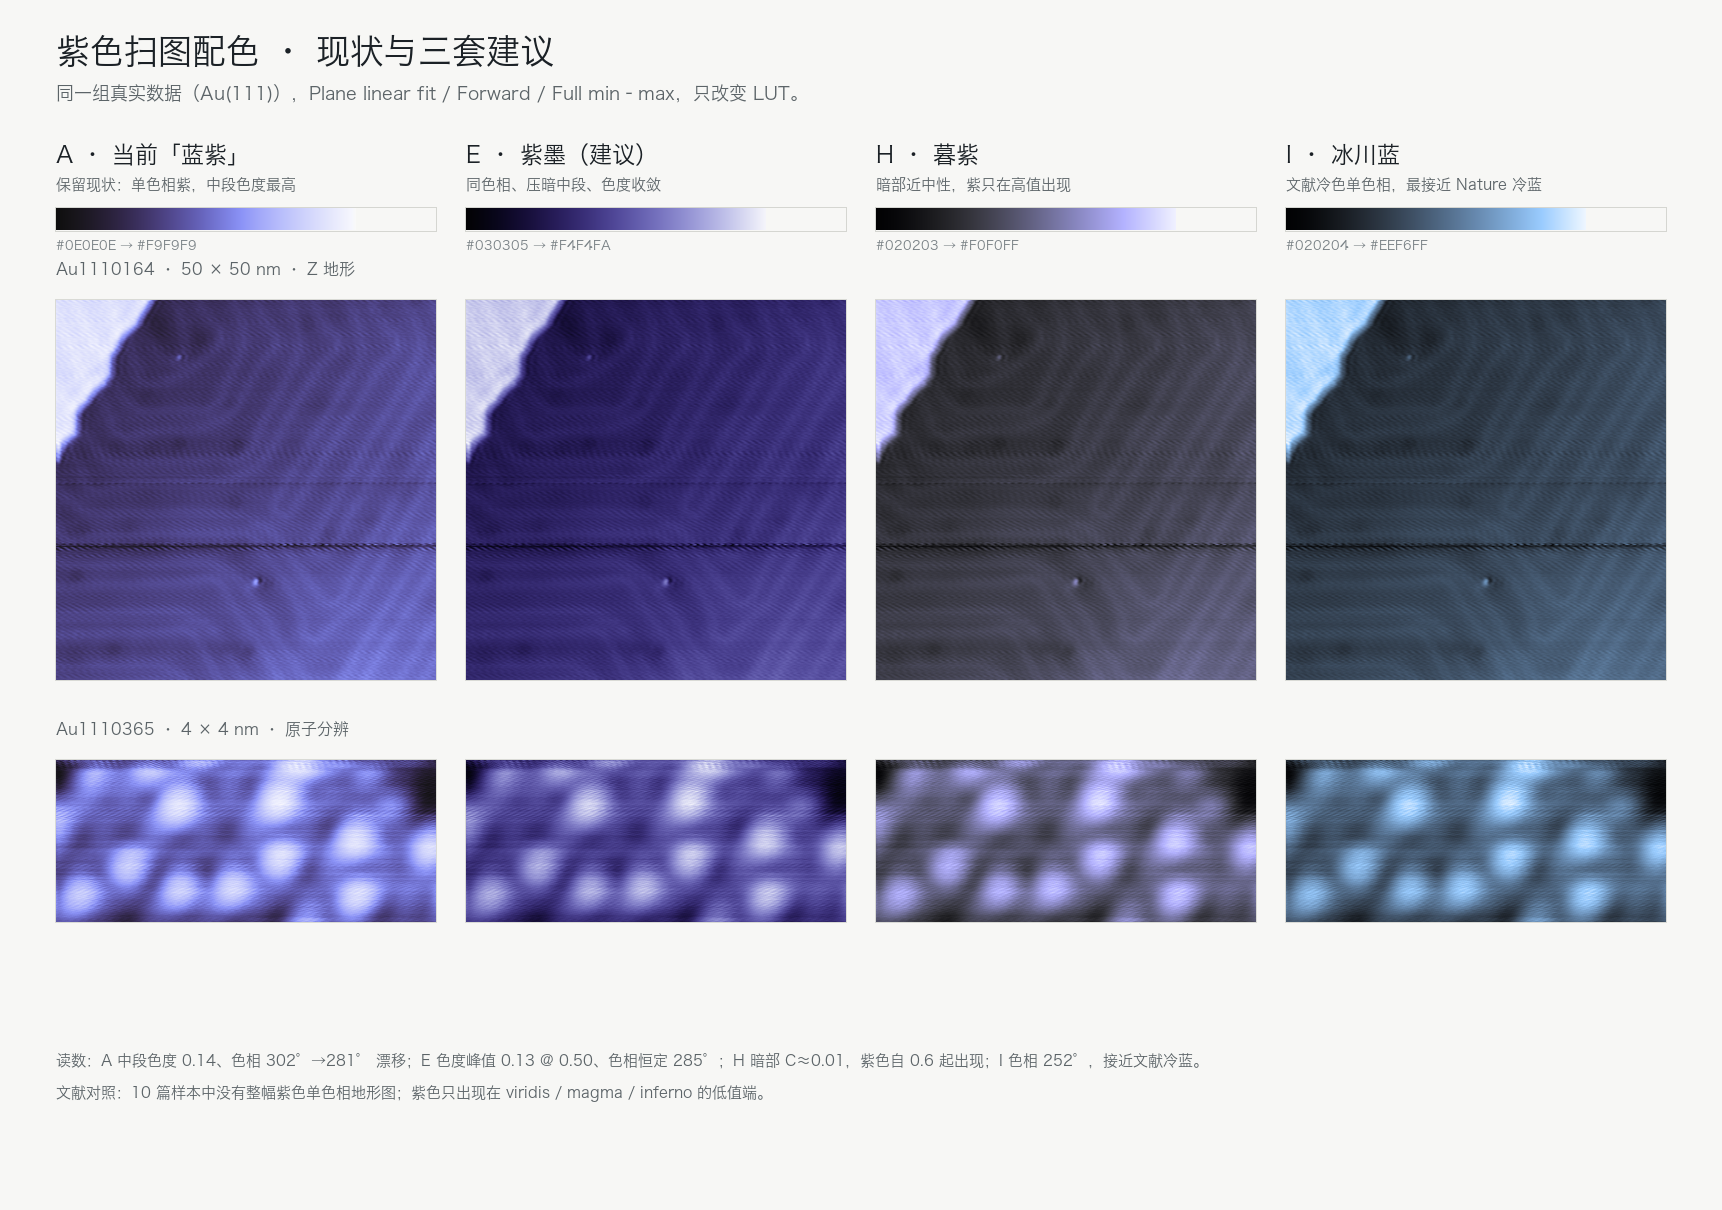 紫色扫图配色 · 现状与三套建议
同一组真实数据（Au(111)），Plane linear fit / Forward / Full min - max，只改变 LUT。
A · 当前「蓝紫」
保留现状：单色相紫，中段色度最高
#0E0E0E → #F9F9F9
E · 紫墨（建议）
同色相、压暗中段、色度收敛
#030305 → #F4F4FA
H · 暮紫
暗部近中性，紫只在高值出现
#020203 → #F0F0FF
I · 冰川蓝
文献冷色单色相，最接近 Nature 冷蓝
#020204 → #EEF6FF
Au1110164 · 50 × 50 nm · Z 地形
Au1110365 · 4 × 4 nm · 原子分辨
读数：A 中段色度 0.14、色相 302° →281° 漂移；E 色度峰值 0.13 @ 0.50、色相恒定 285° ；H 暗部 C≈0.01，紫色自 0.6 起出现；I 色相 252° ，接近文献冷蓝。
文献对照：10 篇样本中没有整幅紫色单色相地形图；紫色只出现在 viridis / magma / inferno 的低值端。